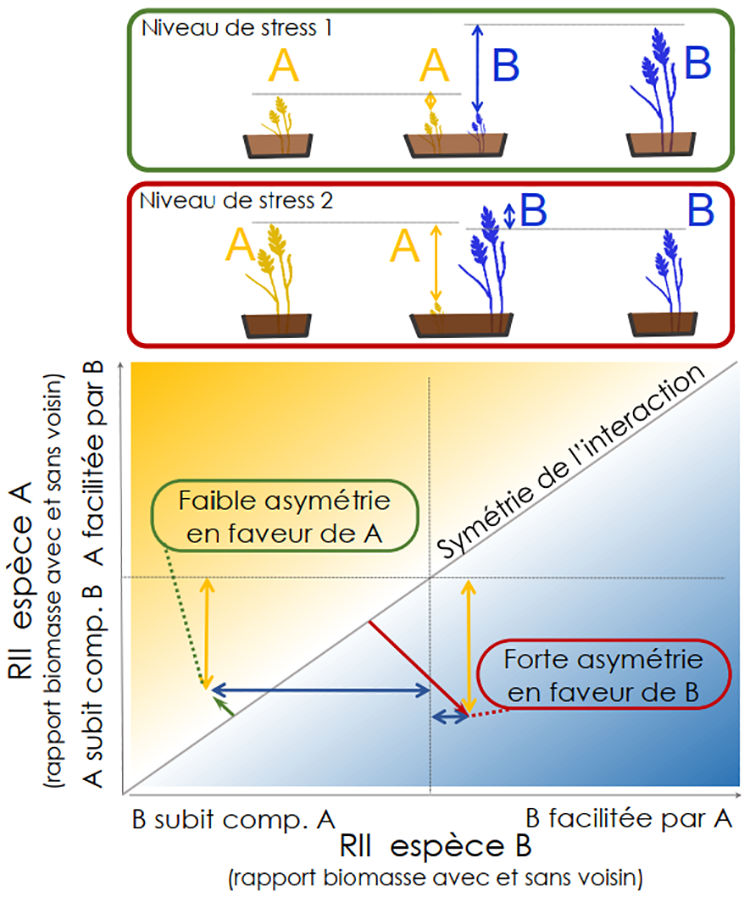 Niveau de stress 1
A
A
B
B
Niveau de stress 2
A
A
B
B
RII espèce A
(rapport biomasse avec et sans voisin)
A subit comp. B
A facilitée par B
Symétrie de l'interaction
Faible asymétrie
en faveur de A
Forte asymétrie
en faveur de B
B subit comp. A
B facilitée par A
RII espèce B
(rapport biomasse avec et sans voisin)